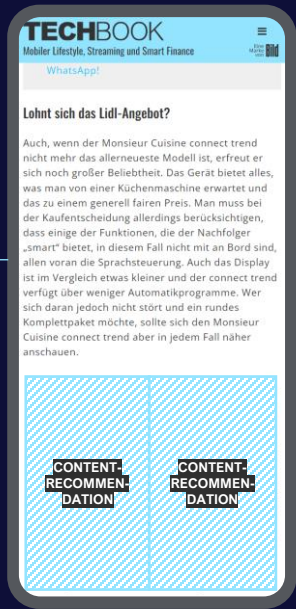 TECHBOOK
Mobiler Lifestyle, Streaming und Smart Finance
Eine
Marke
von
WhatsApp!
Lohnt sich das Lidl-Angebot?
Auch, wenn der Monsieur Cuisine connect trend
nicht mehr das allerneueste Modell ist, erfreut er
sich noch großer Beliebtheit. Das Gerät bietet alles,
was man von einer Küchenmaschine erwartet und
das zu einem generell fairen Preis. Man muss bei
der Kaufentscheidung allerdings berücksichtigen,
dass einige der Funktionen, die der Nachfolger
„smart“ bietet, in diesem Fall nicht mit an Bord sind,
allen voran die Sprachsteuerung. Auch das Display
ist im Vergleich etwas kleiner und der connect trend
verfügt über weniger Automatikprogramme. Wer
sich daran jedoch nicht stört und ein rundes
Komplettpaket möchte, sollte sich den Monsieur
Cuisine connect trend aber in jedem Fall näher
anschauen.
CONTENT-
RECOMMEN-
DATION
CONTENT-
RECOMMEN-
DATION